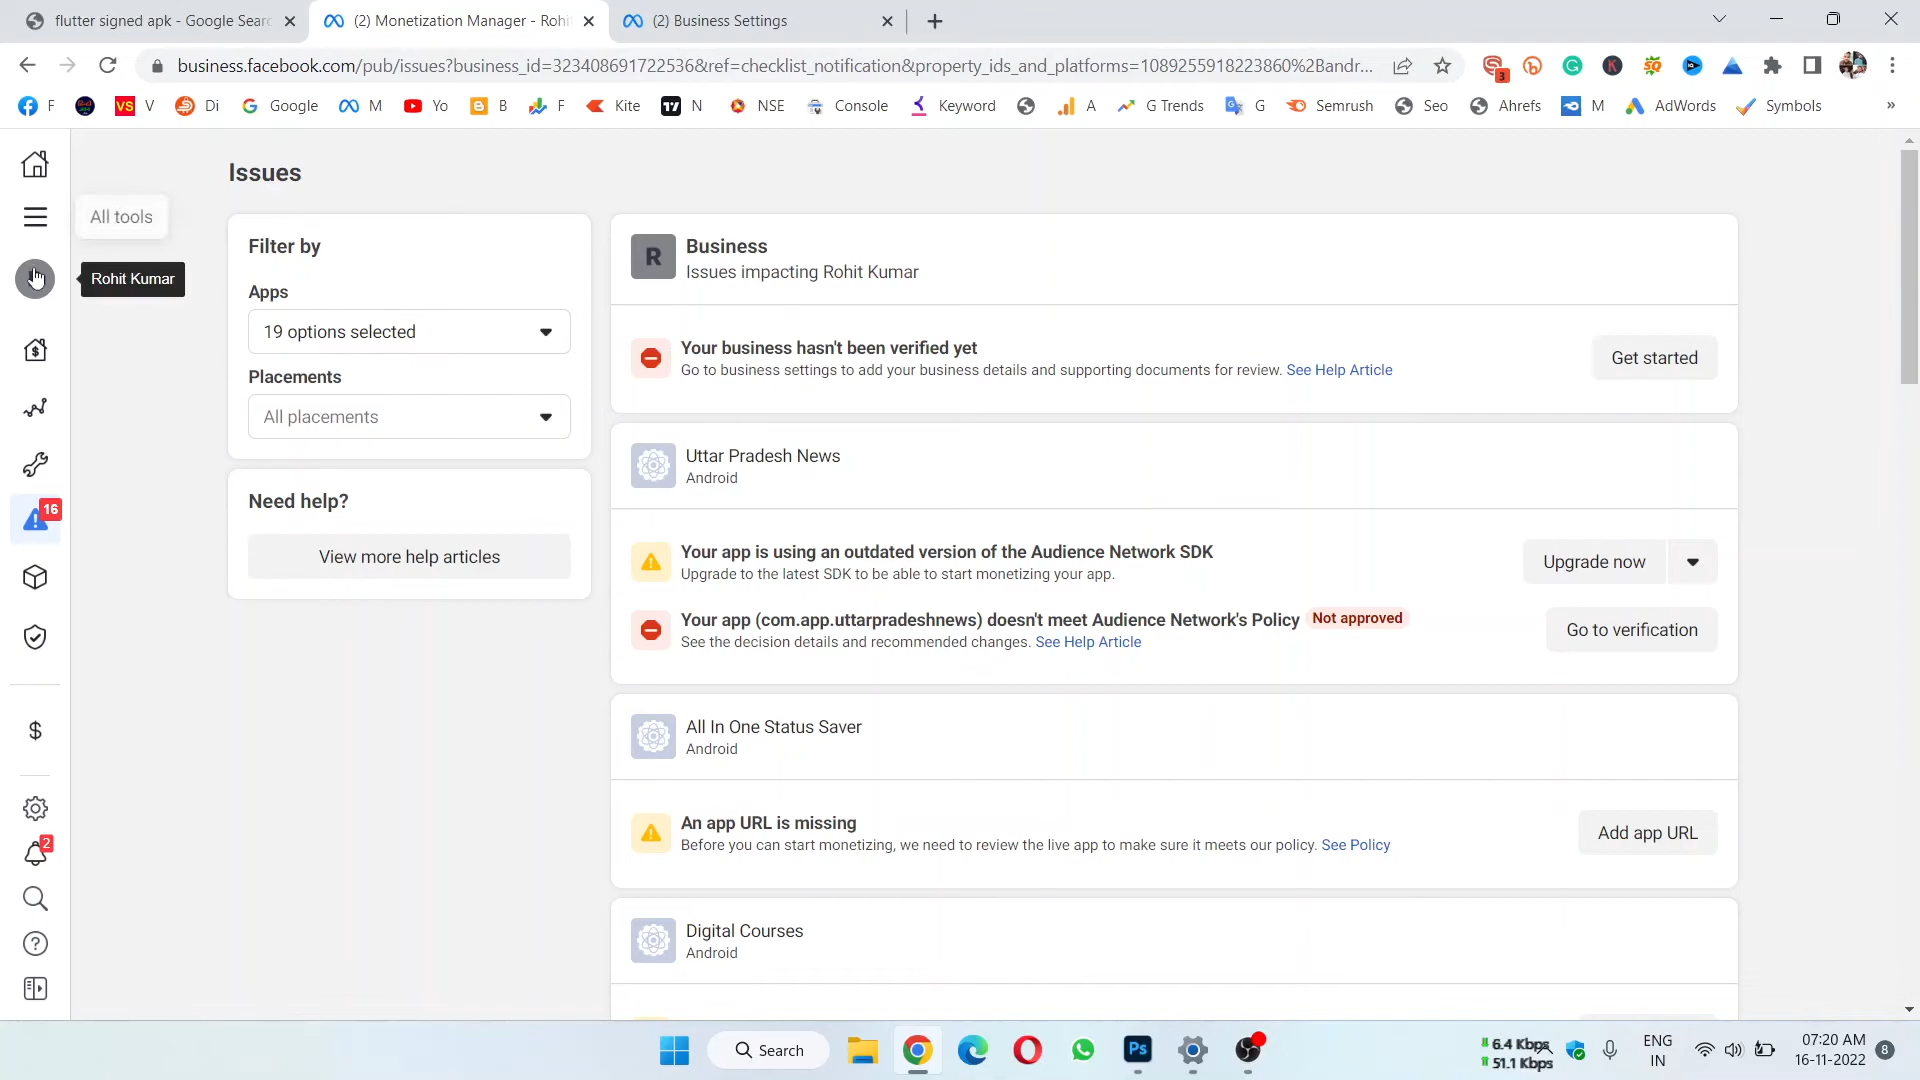 flutter signed apk - Google Sear
(2) Monetization Manager - Rohi
(2) Business Settings
business.facebook.com/pub/issues?business_id=323408691722536&ref=checklist_notification&property_ids_and_platforms=1089255918223860%2Bandr...
3
F
VS V
Di
Google
M
Yo
B
F
Kite
N
NSE
Console
Keyword
A
G Trends
G
Semrush
Seo
Ahrefs
M
AdWords
Symbols
»
Issues
All tools
Rohit Kumar
16
2
Filter by
Apps
19 options selected
Placements
All placements
Need help?
View more help articles
R
Business
Issues impacting Rohit Kumar
Your business hasn't been verified yet
Go to business settings to add your business details and supporting documents for review. See Help Article
Get started
Uttar Pradesh News
Android
Your app is using an outdated version of the Audience Network SDK
Upgrade to the latest SDK to be able to start monetizing your app.
Upgrade now
Your app (com.app.uttarpradeshnews) doesn't meet Audience Network's Policy Not approved
See the decision details and recommended changes. See Help Article
Go to verification
All In One Status Saver
Android
An app URL is missing
Before you can start monetizing, we need to review the live app to make sure it meets our policy. See Policy
Add app URL
Digital Courses
Android
Search
Ps
6.4 Kbps
51.1 Kbps
ENG
IN
07:20 AM
16-11-2022
8